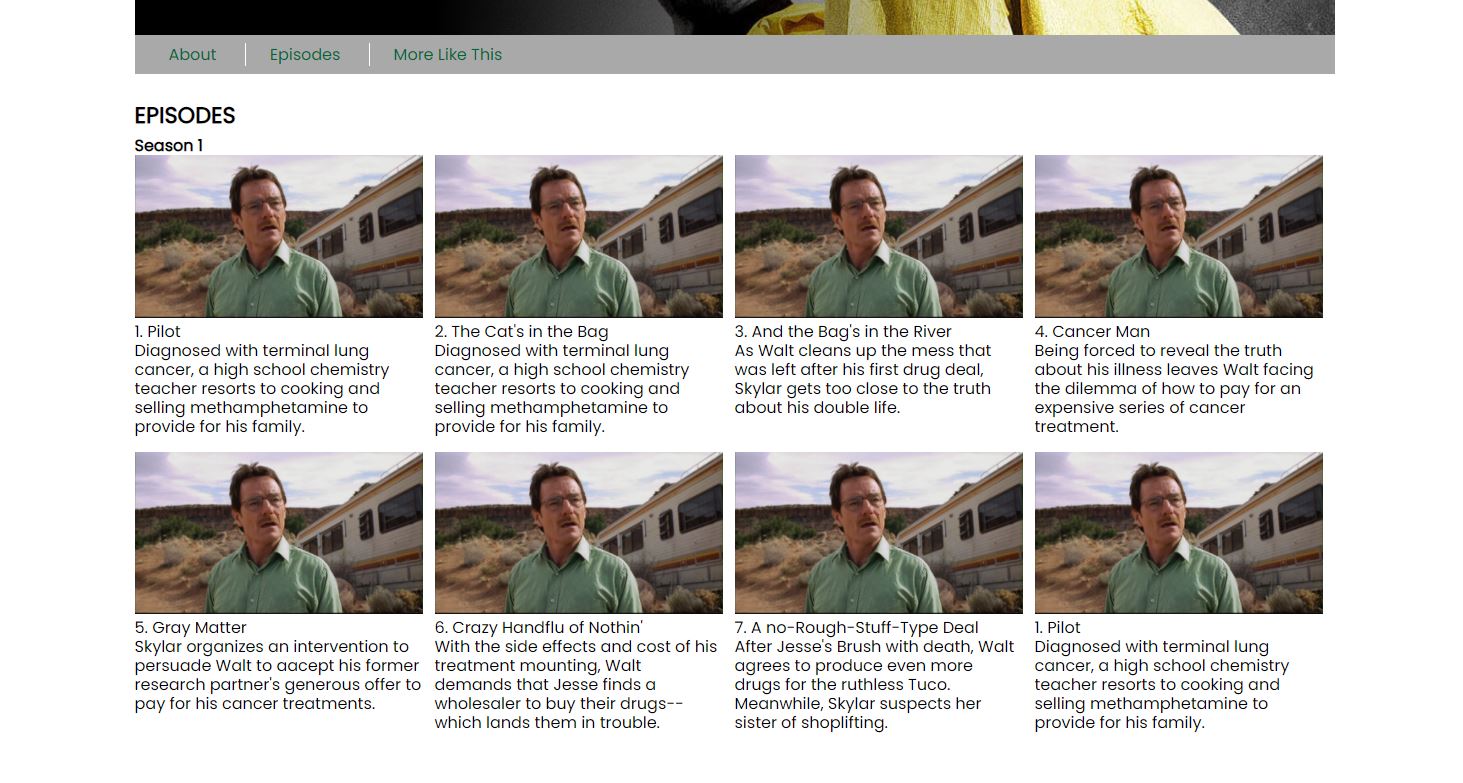 About
Episodes
More Like This
EPISODES
Season 1
1. Pilot
Diagnosed with terminal lung
cancer, a high school chemistry
teacher resorts to cooking and
selling methamphetamine to
provide for his family.
2. The Cat's in the Bag
Diagnosed with terminal lung
cancer, a high school chemistry
teacher resorts to cooking and
selling methamphetamine to
provide for his family.
3. And the Bag's in the River
As Walt cleans up the mess that
was left after his first drug deal,
Skylar gets too close to the truth
about his double life.
4. Cancer Man
Being forced to reveal the truth
about his illness leaves Walt facing
the dilemma of how to pay for an
expensive series of cancer
treatment.
5. Gray Matter
Skylar organizes an intervention to
persuade Walt to aacept his former
research partner's generous offer to
pay for his cancer treatments.
6. Crazy Handflu of Nothin'
With the side effects and cost of his
treatment mounting, Walt
demands that Jesse finds a
wholesaler to buy their drugs--
which lands them in trouble.
7. A no-Rough-Stuff-Type Deal
After Jesse's Brush with death, Walt
agrees to produce even more
drugs for the ruthless Tuco.
Meanwhile, Skylar suspects her
sister of shoplifting.
1. Pilot
Diagnosed with terminal lung
cancer, a high school chemistry
teacher resorts to cooking and
selling methamphetamine to
provide for his family.